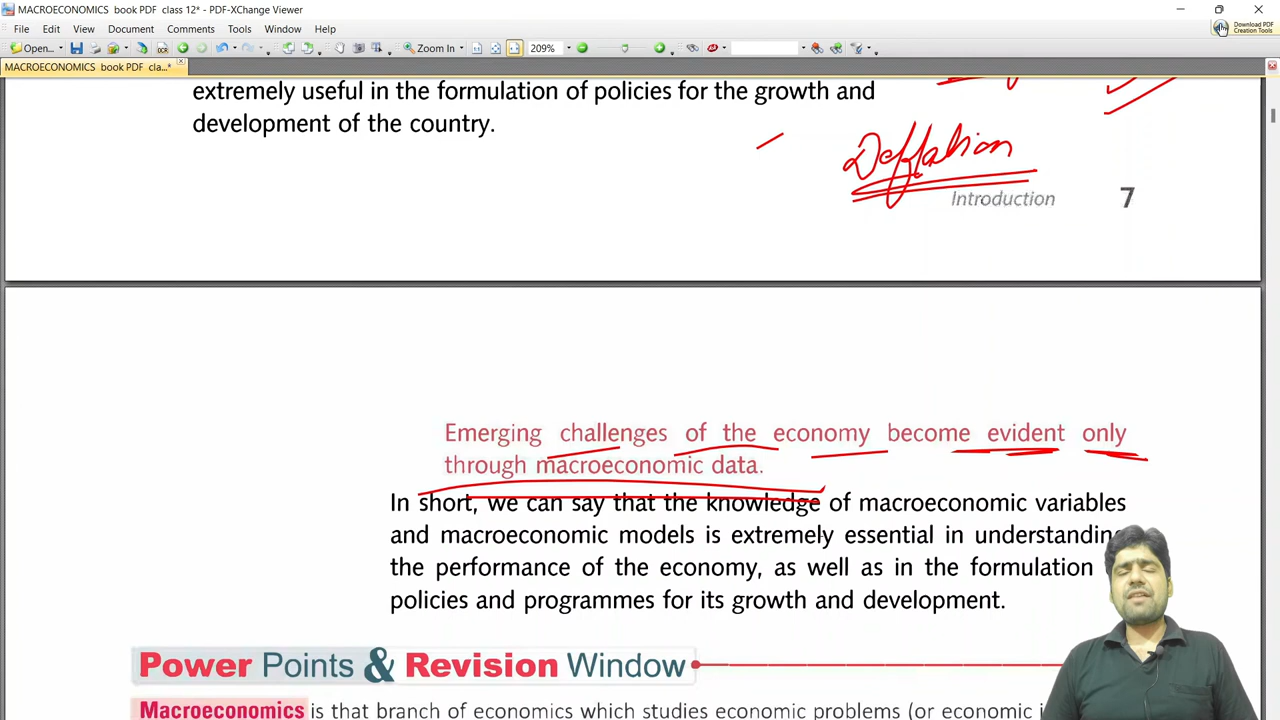 MACROECONOMICS book PDF class 12* - PDF-XChange Viewer
File Edit View Document Comments Tools Window Help
Download PDF
Creation Tools
Open... Zoom In 209%
MACROECONOMICS book PDF cla...*
extremely useful in the formulation of policies for the growth and
development of the country.
Deflation
Introduction 7
Emerging challenges of the economy become evident only
through macroeconomic data.
In short, we can say that the knowledge of macroeconomic variables
and macroeconomic models is extremely essential in understanding
the performance of the economy, as well as in the formulation
policies and programmes for its growth and development.
Power Points & Revision Window
Macroeconomics is that branch of economics which studies economic problems (or economic